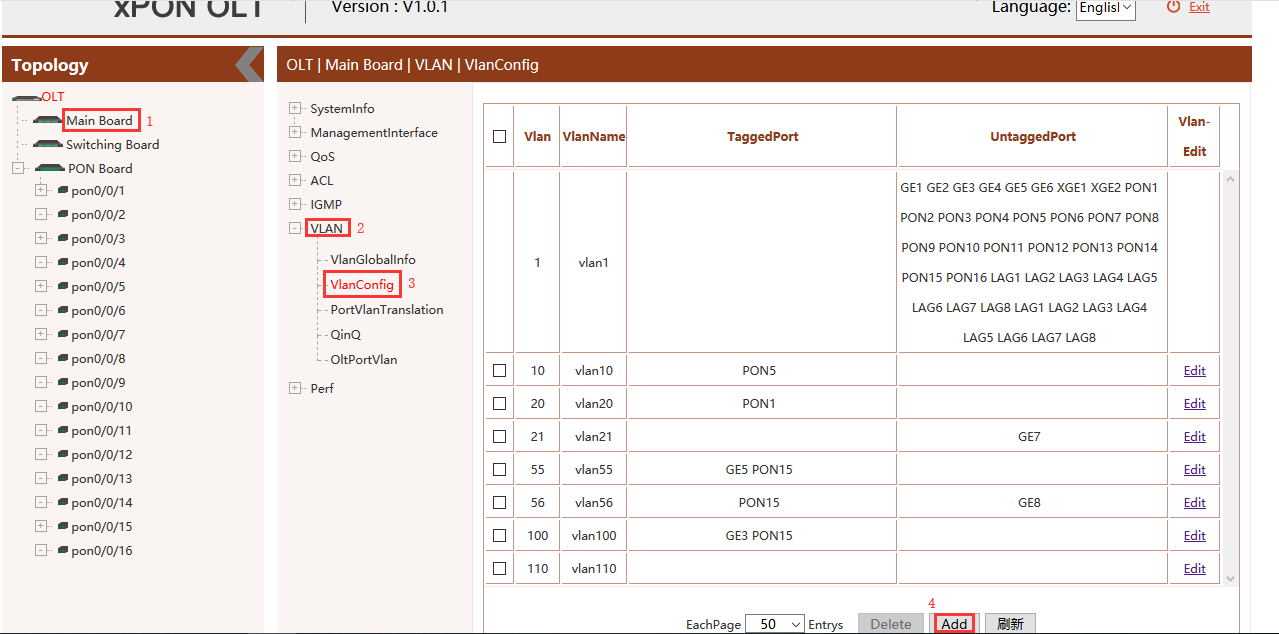 xPON OLT
Version : V1.0.1
Language: English
Exit
Topology
OLT | Main Board | VLAN | VlanConfig
OLT
Main Board 1
Switching Board
PON Board
pon0/0/1
pon0/0/2
pon0/0/3
pon0/0/4
pon0/0/5
pon0/0/6
pon0/0/7
pon0/0/8
pon0/0/9
pon0/0/10
pon0/0/11
pon0/0/12
pon0/0/13
pon0/0/14
pon0/0/15
pon0/0/16
SystemInfo
ManagementInterface
QoS
ACL
IGMP
VLAN 2
VlanGlobalInfo
VlanConfig 3
PortVlanTranslation
QinQ
OltPortVlan
Perf
Vlan VlanName TaggedPort UntaggedPort Vlan-
Edit
GE1 GE2 GE3 GE4 GE5 GE6 XGE1 XGE2 PON1
PON2 PON3 PON4 PON5 PON6 PON7 PON8
PON9 PON10 PON11 PON12 PON13 PON14
1 vlan1
PON15 PON16 LAG1 LAG2 LAG3 LAG4 LAG5
LAG6 LAG7 LAG8 LAG1 LAG2 LAG3 LAG4
LAG5 LAG6 LAG7 LAG8
10 vlan10 PON5 Edit
20 vlan20 PON1 Edit
21 vlan21 GE7 Edit
55 vlan55 GE5 PON15 Edit
56 vlan56 PON15 GE8 Edit
100 vlan100 GE3 PON15 Edit
110 vlan110 Edit
4
EachPage 50 Entrys Delete Add 刷新